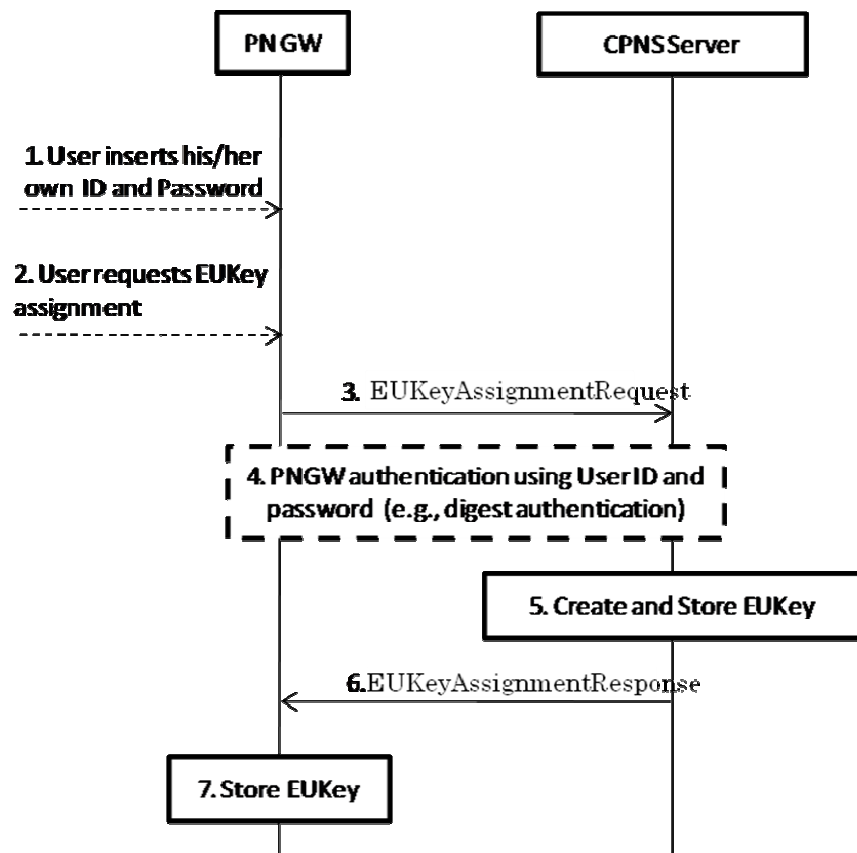 PNGW
CPNS Server
1. User inserts his/her
own ID and Password
2. User requests EUKey
assignment
3. EUKeyAssignmentRequest
4. PNGW authentication using User ID and
password (e.g., digest authentication)
5. Create and Store EUKey
6.EUKeyAssignmentResponse
7. Store EUKey